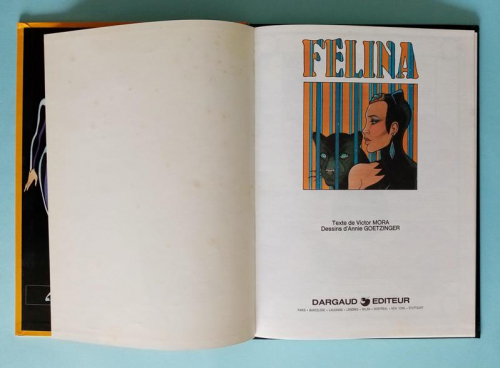 FELINA
Texte de Victor MORA
Dessins d'Annie GOETZINGER
DARGAUD EDITEUR